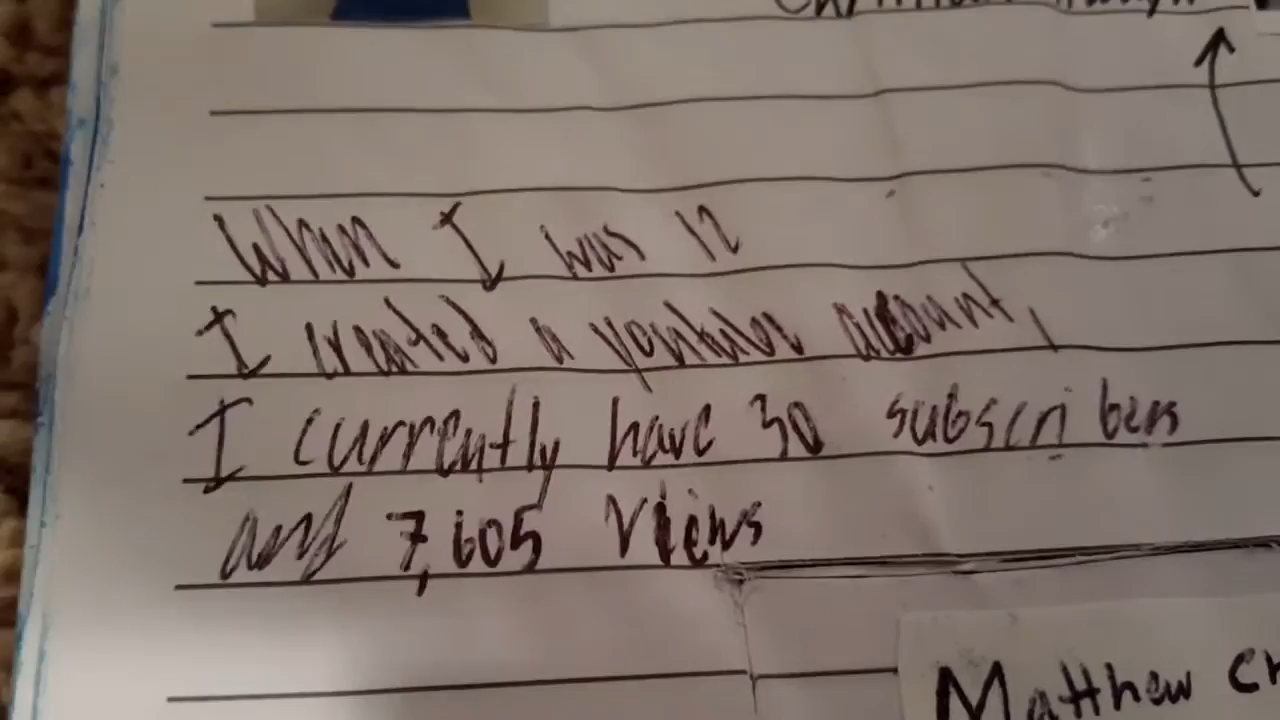 When I was 12
I created a youtube account,
I currently have 30 subscribers
and 7,605 views
Matthew